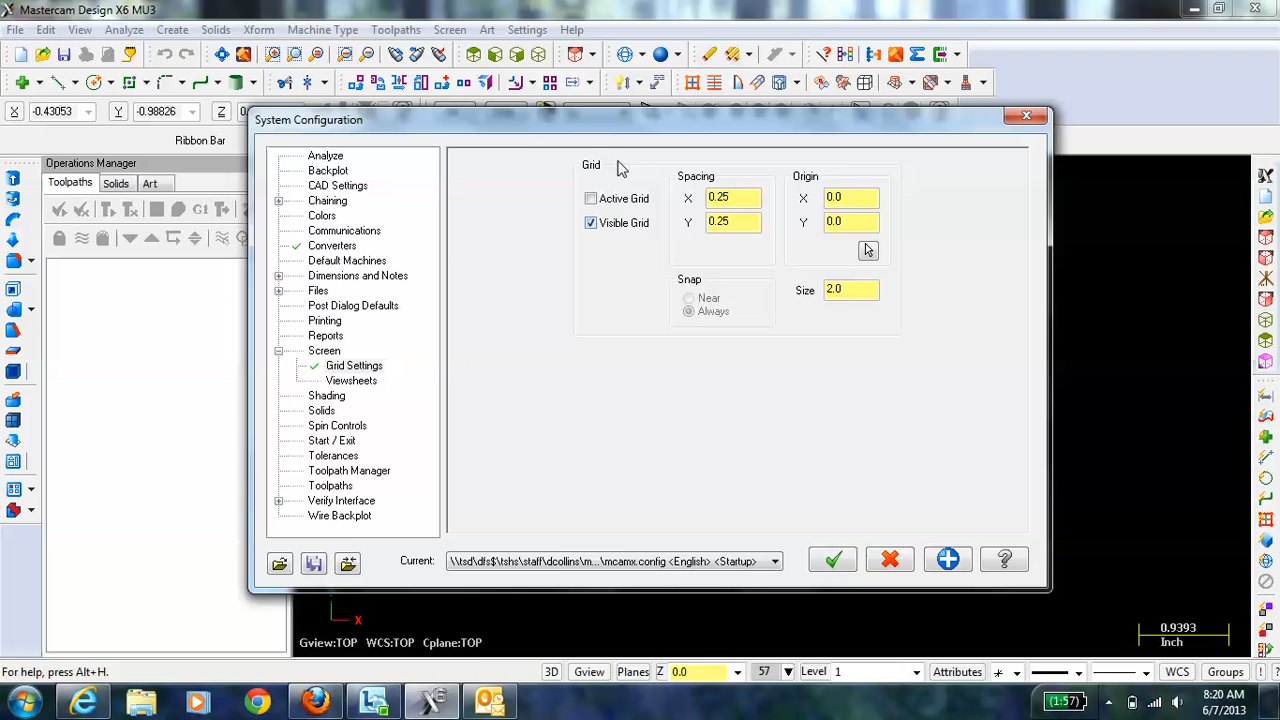 Mastercam Design X6 MU3
File Edit View Analyze Create Solids Xform Machine Type Toolpaths Screen Art Settings Help
X -0.43053 Y -0.98826 Z
Ribbon Bar
System Configuration
Operations Manager
Toolpaths Solids Art
G1
Analyze
Backplot
CAD Settings
Chaining
Colors
Communications
Converters
Default Machines
Dimensions and Notes
Files
Post Dialog Defaults
Printing
Reports
Screen
Grid Settings
Viewsheets
Shading
Solids
Spin Controls
Start / Exit
Tolerances
Toolpath Manager
Toolpaths
Verify Interface
Wire Backplot
Grid
Active Grid
Visible Grid
Spacing
X 0.25
Y 0.25
Origin
X 0.0
Y 0.0
Snap
Near
Always
Size 2.0
Current: \\tsd\dfs$\tshs\staff\dcollins\m...\mcamx.config <English> <Startup>
X
Gview:TOP WCS:TOP Cplane:TOP
0.9393
Inch
For help, press Alt+H.
3D Gview Planes Z 0.0 57 Level 1 Attributes WCS Groups ?
(1:57)
8:20 AM
6/7/2013